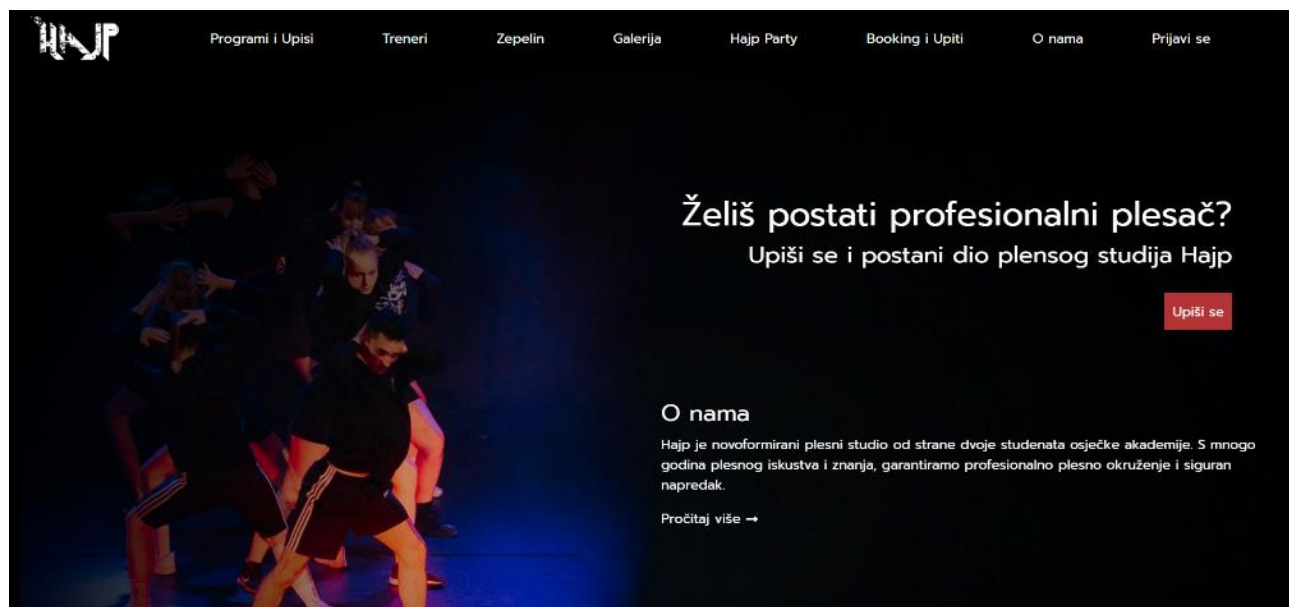 HAJP
Programi i Upisi
Treneri
Zepelin
Galerija
Hajp Party
Booking i Upiti
O nama
Prijavi se
Želiš postati profesionalni plesač?
Upiši se i postani dio plensog studija Hajp
Upiši se
O nama
Hajp je novoformirani plesni studio od strane dvoje studenata osječke akademije. S mnogo
godina plesnog iskustva i znanja, garantiramo profesionalno plesno okruženje i siguran
napredak.
Pročitaj više →